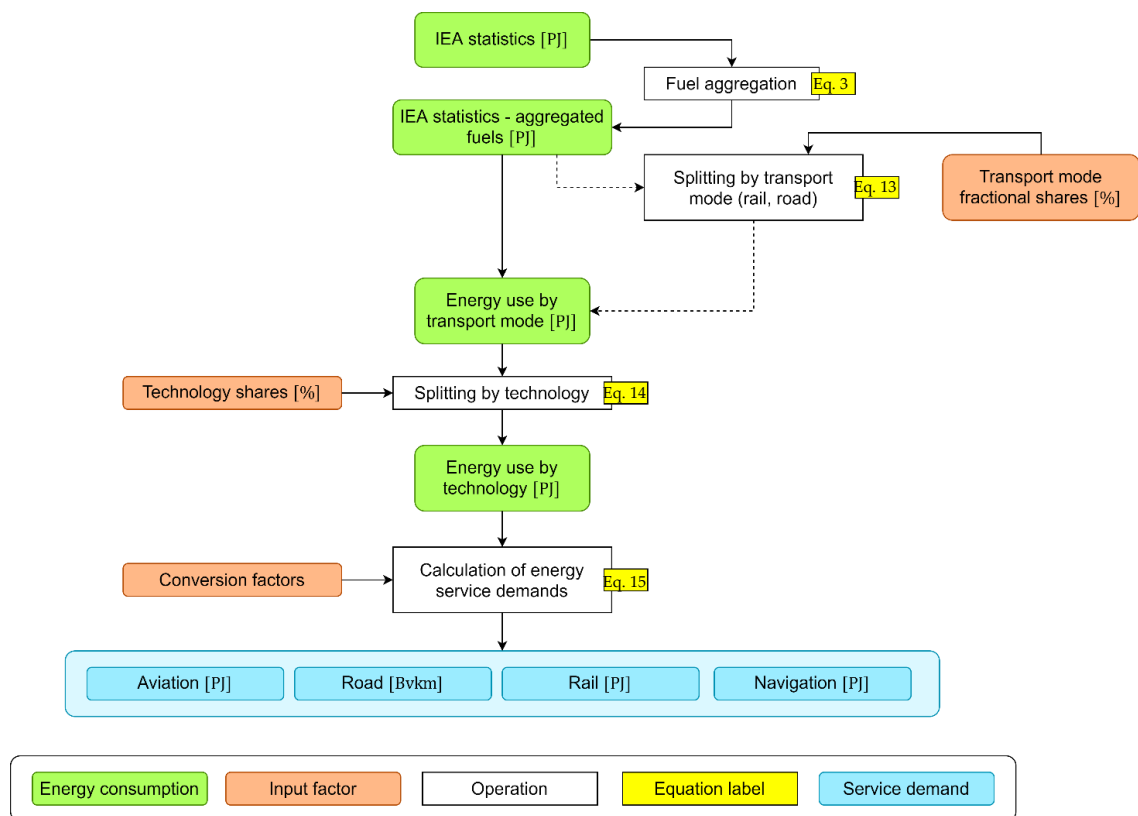 IEA statistics [PJ]
Fuel aggregation
Eq. 3
IEA statistics - aggregated
fuels [PJ]
Splitting by transport
mode (rail, road)
Eq. 13
Transport mode
fractional shares [%]
Energy use by
transport mode [PJ]
Technology shares [%]
Splitting by technology
Eq. 14
Energy use by
technology [PJ]
Conversion factors
Calculation of energy
service demands
Eq. 15
Aviation [PJ]
Road [Bvkm]
Rail [PJ]
Navigation [PJ]
Energy consumption
Input factor
Operation
Equation label
Service demand